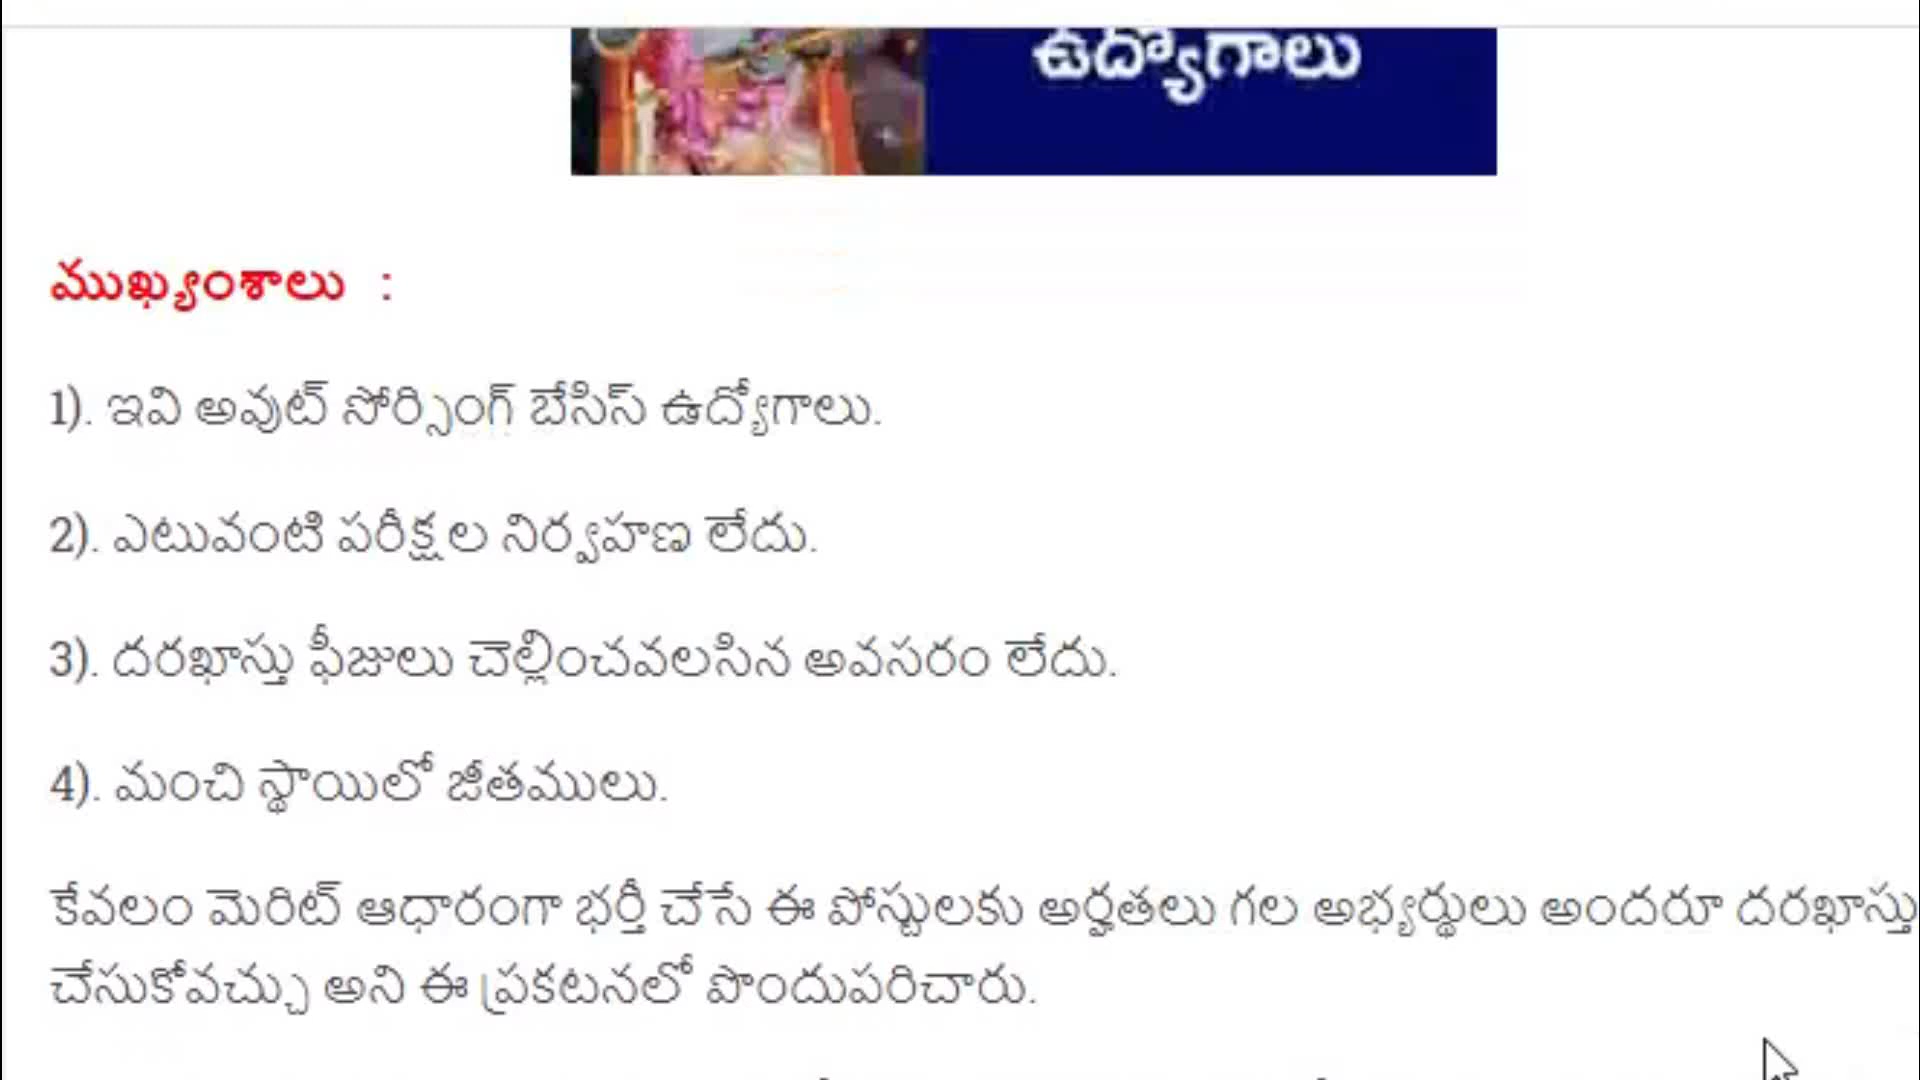 ఉద్యోగాలు
ముఖ్యంశాలు :
1). ఇవి అవుట్ సోర్సింగ్ బేసిస్ ఉద్యోగాలు.
2). ఎటువంటి పరీక్షల నిర్వహణ లేదు.
3). దరఖాస్తు ఫీజులు చెల్లించవలసిన అవసరం లేదు.
4). మంచి స్థాయిలో జీతములు.
కేవలం మెరిట్ ఆధారంగా భర్తీ చేసే ఈ పోస్టులకు అర్హతలు గల అభ్యర్థులు అందరూ దరఖాస్తు
చేసుకోవచ్చు అని ఈ ప్రకటనలో పొందుపరిచారు.